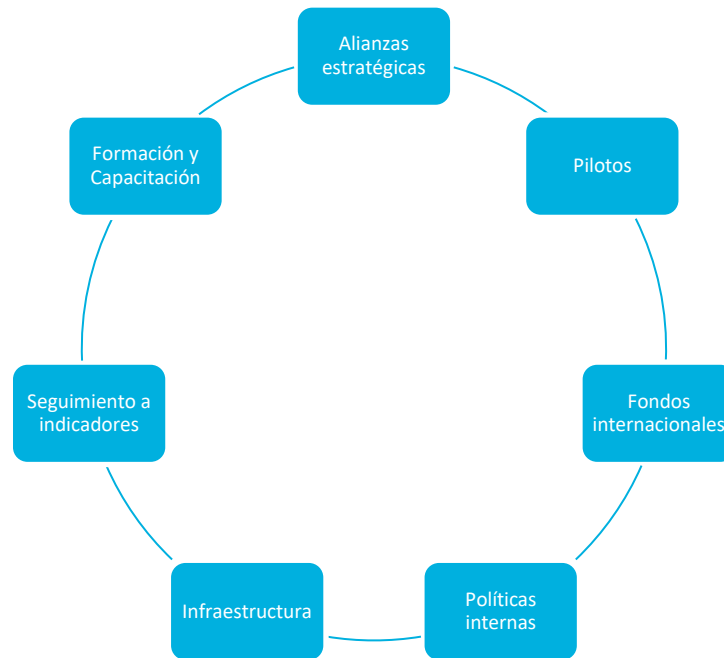 Alianzas
estratégicas
Pilotos
Fondos
internacionales
Políticas
internas
Infraestructura
Seguimiento a
indicadores
Formación y
Capacitación